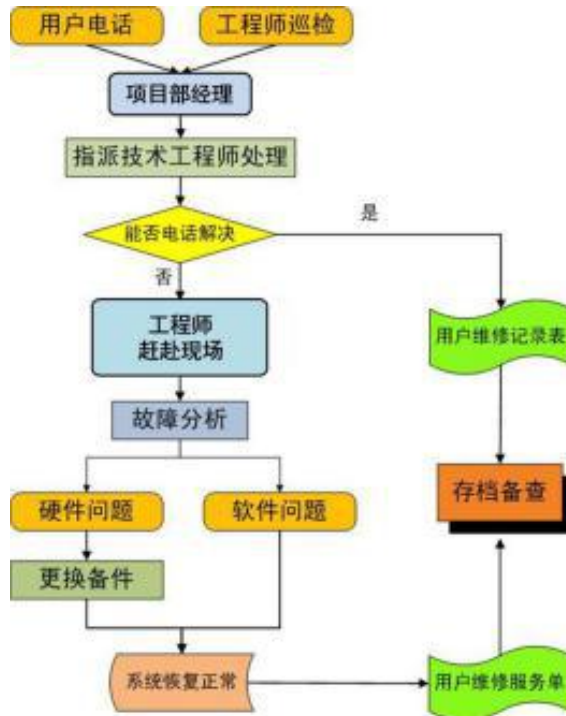 用户电话
工程师巡检
项目部经理
指派技术工程师处理
能否电话解决
是
否
工程师
赶赴现场
用户维修记录表
故障分析
硬件问题
软件问题
存档备查
更换备件
系统恢复正常
用户维修服务单